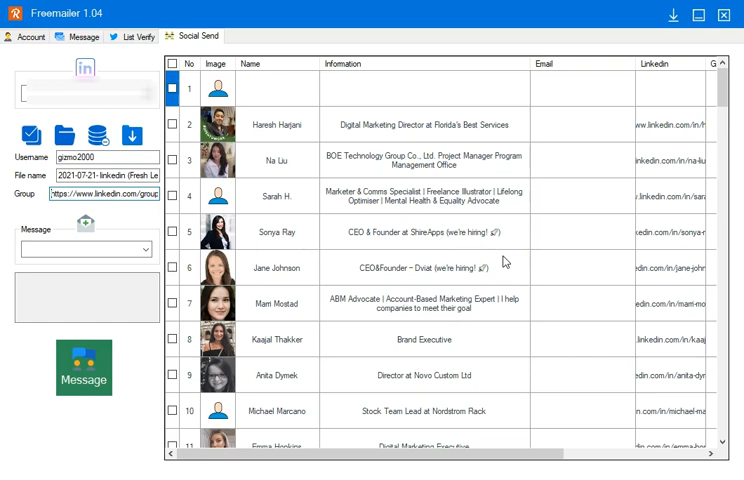 Freemailer 1.04
Account Message List Verify Social Send
in
Username gizmo2000
File name 2021-07-21- linkedin (Fresh Le
Group https://www.linkedin.com/group
Message
Message
No Image Name Information Email Linkedin G
1
2 Haresh Harjani Digital Marketing Director at Florida's Best Services ww.linkedin.com/in/h
3 Na Liu BOE Technology Group Co., Ltd. Project Manager Program
Management Office linkedin.com/in/na-liu
4 Sarah H. Marketer & Comms Specialist | Freelance Illustrator | Lifelong
Optimiser | Mental Health & Equality Advocate .linkedin.com/in/sara
5 Sonya Ray CEO & Founder at ShireApps (we're hiring! 🚀) linkedin.com/in/sonya-r
6 Jane Johnson CEO&Founder - Dviat (we're hiring! 🚀) linkedin.com/in/jane-john
7 Marri Mostad ABM Advocate | Account-Based Marketing Expert | I help
companies to meet their goal edin.com/in/marri-mo
8 Kaajal Thakker Brand Executive .linkedin.com/in/kaaj
9 Anita Dymek Director at Novo Custom Ltd edin.com/in/anita-dyr
10 Michael Marcano Stock Team Lead at Nordstrom Rack n.com/in/michael-ma
11 Emma Hopkins Digital Marketing Executive